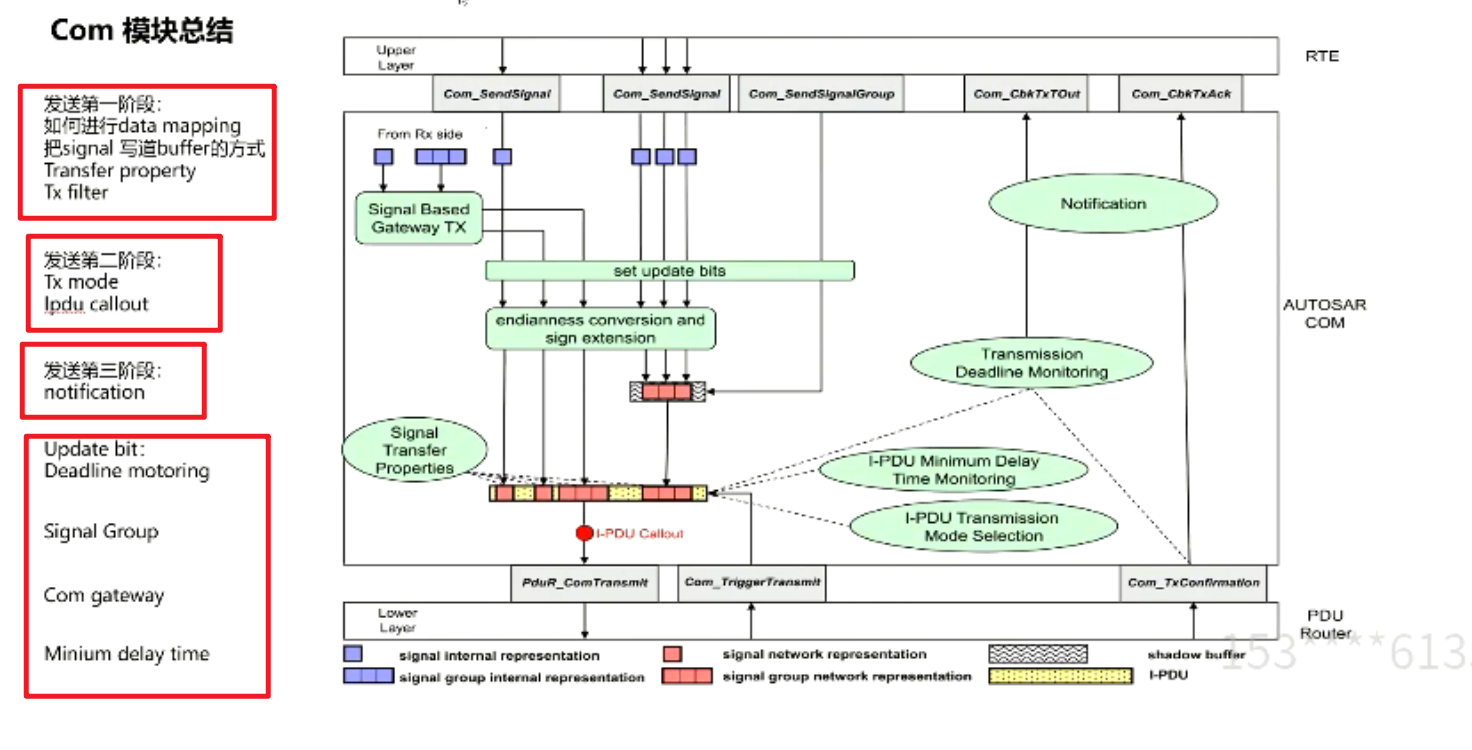 Com 模块总结
发送第一阶段：
如何进行data mapping
把signal 写道buffer的方式
Transfer property
Tx filter
发送第二阶段：
Tx mode
Ipdu callout
发送第三阶段：
notification
Update bit：
Deadline motoring
Signal Group
Com gateway
Minium delay time
Upper
Layer
RTE
Com_SendSignal
Com_SendSignal
Com_SendSignalGroup
Com_CbkTxTOut
Com_CbkTxAck
From Rx side
Signal Based
Gateway TX
Notification
set update bits
endianness conversion and
sign extension
AUTOSAR
COM
Transmission
Deadline Monitoring
Signal
Transfer
Properties
I-PDU Minimum Delay
Time Monitoring
I-PDU Transmission
Mode Selection
I-PDU Callout
PduR_ComTransmit
Com_TriggerTransmit
Com_TxConfirmation
Lower
Layer
PDU
Router
signal internal representation
signal network representation
shadow buffer
signal group internal representation
signal group network representation
I-PDU
153****613